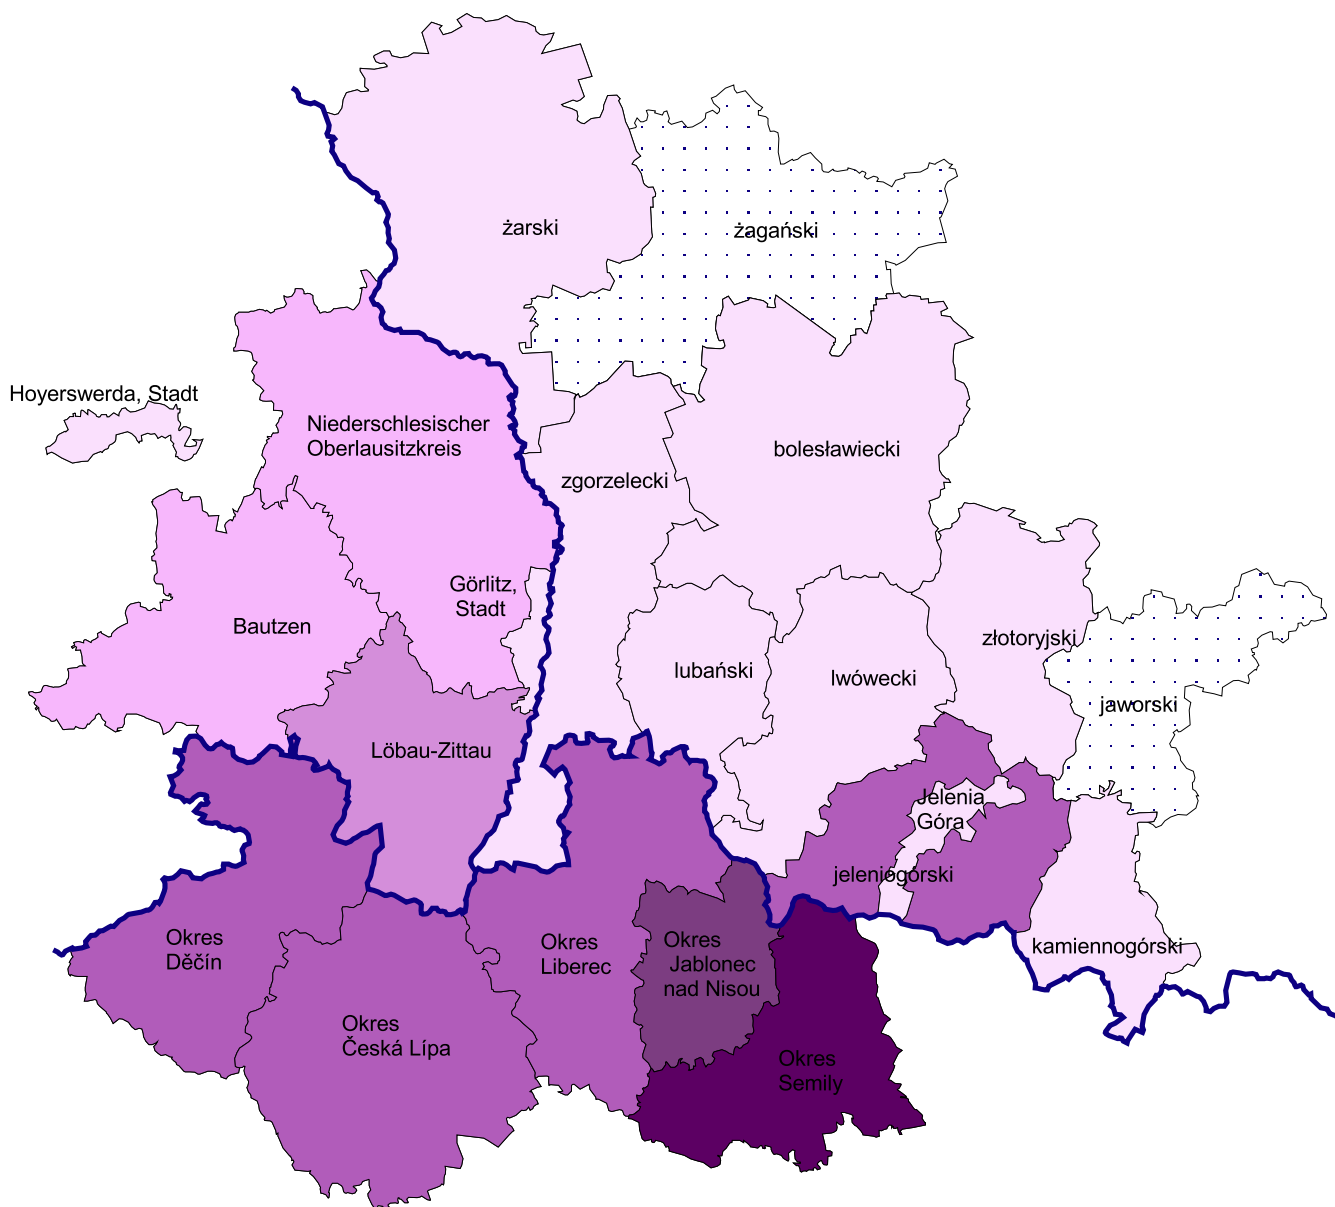 żarski
żagański
Hoyerswerda, Stadt
Niederschlesischer
Oberlausitzkreis
bolesławiecki
zgorzelecki
Görlitz,
Stadt
Bautzen
złotoryjski
lubański
lwówecki
jaworski
Löbau-Zittau
Jelenia
Góra
jeleniogórski
Okres
Děčín
Okres
Liberec
Okres
Jablonec
nad Nisou
kamiennogórski
Okres
Česká Lípa
Okres
Semily